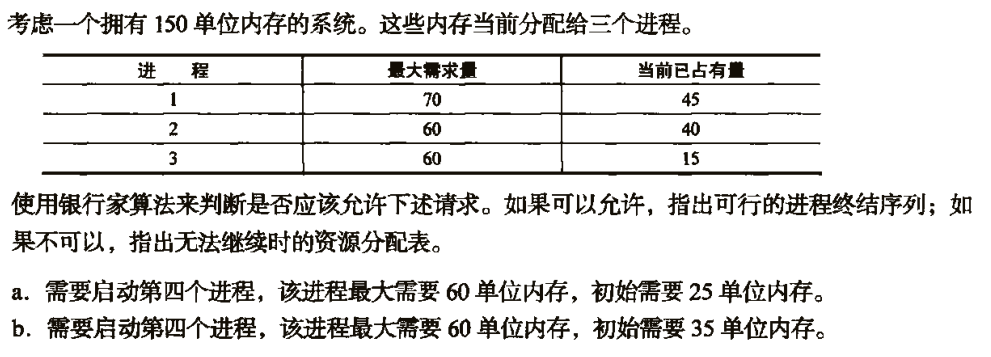 考虑一个拥有 150 单位内存的系统。这些内存当前分配给三个进程。
进 程 最大需求量 当前已占有量
1 70 45
2 60 40
3 60 15
使用银行家算法来判断是否应该允许下述请求。如果可以允许，指出可行的进程终结序列；如
果不可以，指出无法继续时的资源分配表。
a．需要启动第四个进程，该进程最大需要 60 单位内存，初始需要 25 单位内存。
b．需要启动第四个进程，该进程最大需要 60 单位内存，初始需要 35 单位内存。